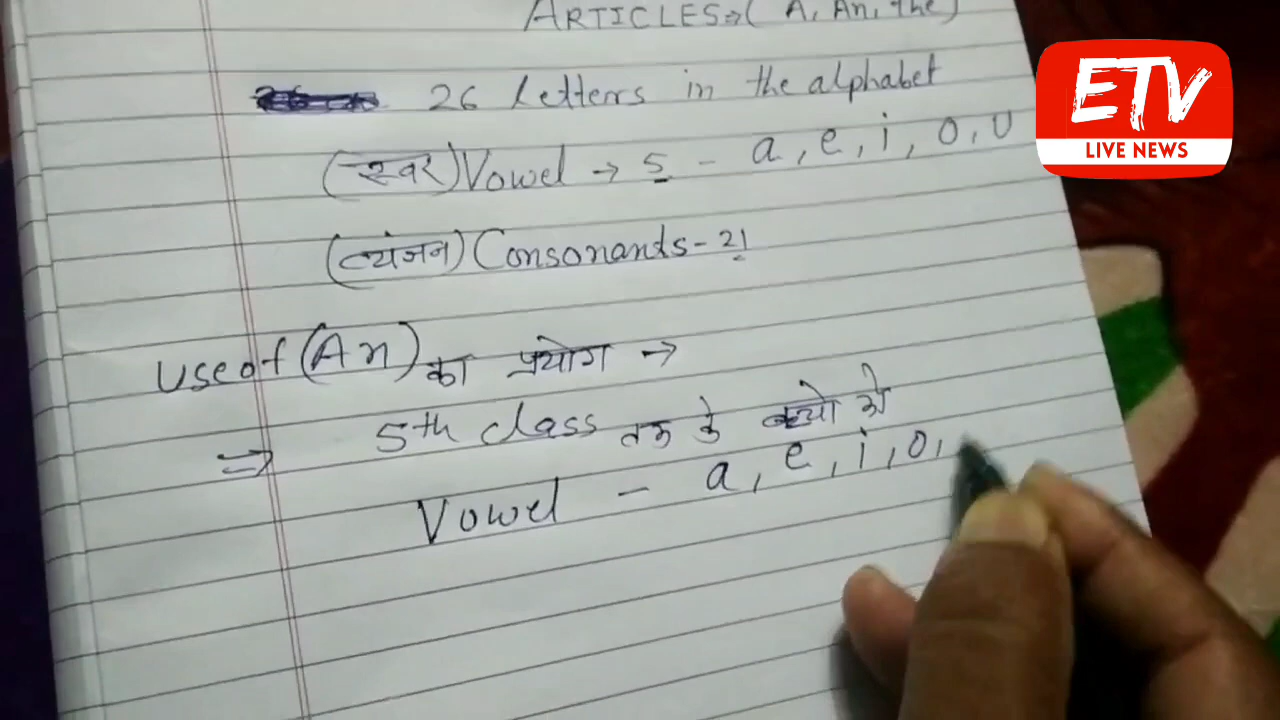 ARTICLES⇒( A, An, the)
26 Letters in the alphabet
(स्वर) Vowel → 5 - a, e, i, o, u
(व्यंजन) Consonants - 21
Use of (An) का प्रयोग →
⇒ 5th class तक के बच्चो को
Vowel - a, e, i, o,
ETV
LIVE NEWS